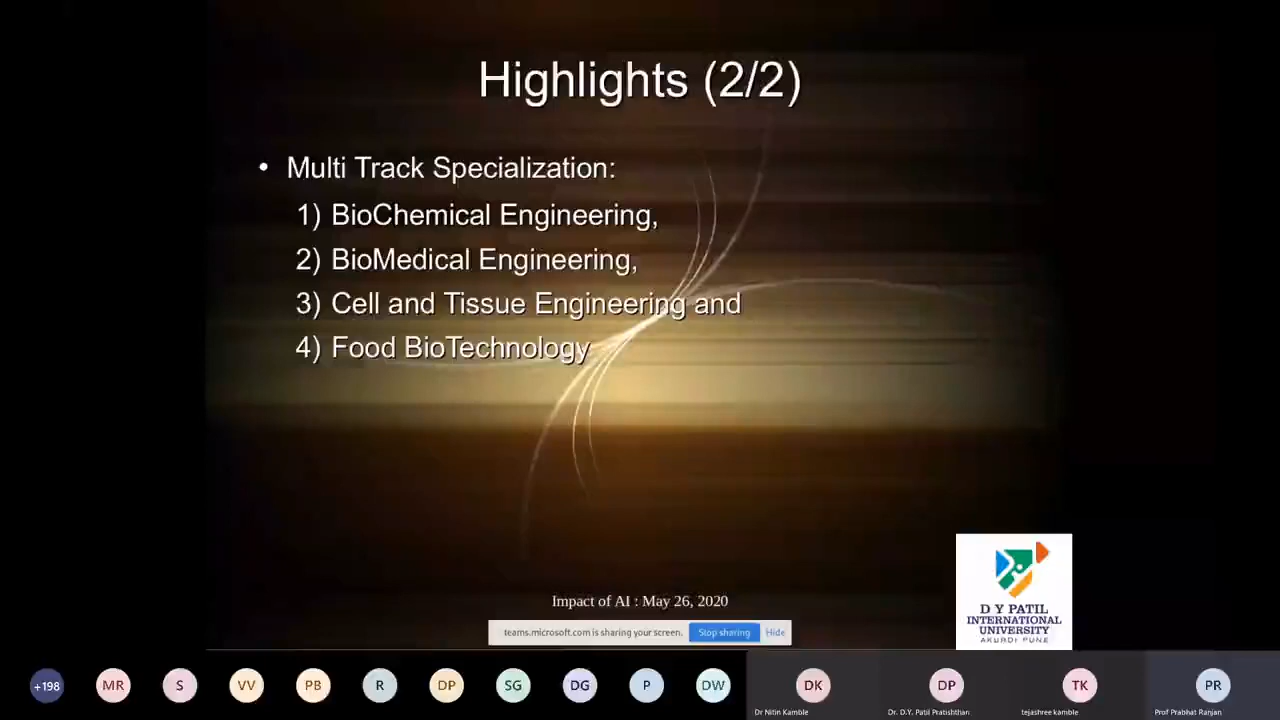 Highlights (2/2)
• Multi Track Specialization:
1) BioChemical Engineering,
2) BioMedical Engineering,
3) Cell and Tissue Engineering and
4) Food BioTechnology
D Y PATIL
INTERNATIONAL
UNIVERSITY
AKURDI PUNE
Impact of AI : May 26, 2020
teams.microsoft.com is sharing your screen. Stop sharing Hide
+198 MR S VV PB R DP SG DG P DW DK DP TK PR
Dr Nitin Kamble Dr. D.Y. Patil Pratishthan tejashree kamble Prof Prabhat Ranjan